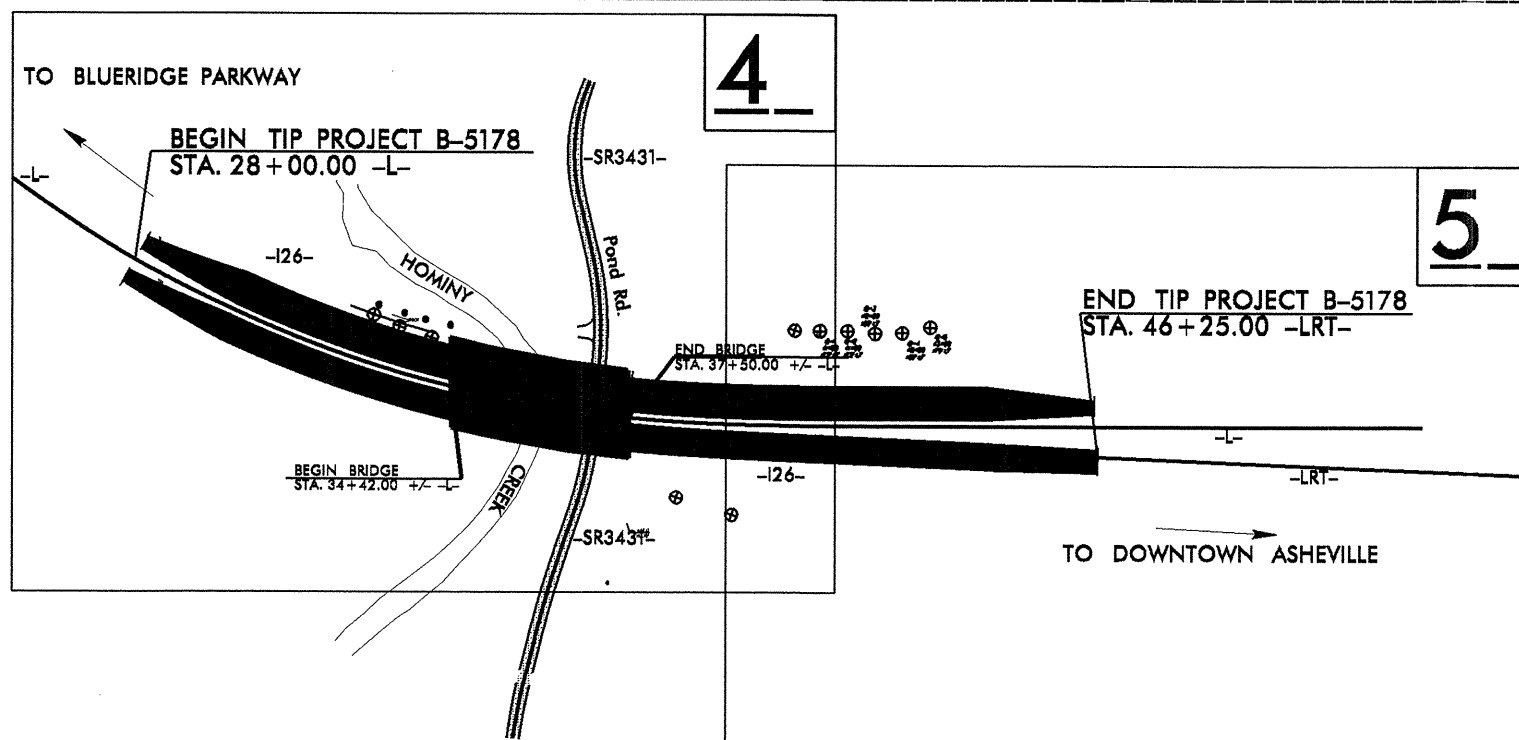 4
TO BLUERIDGE PARKWAY
BEGIN TIP PROJECT B–5178
STA. 28+00.00 –L–
–L–
–SR3431–
5
–I26–
HOMINY
Pond Rd.
END TIP PROJECT B–5178
STA. 46+25.00 –LRT–
END BRIDGE
STA. 37+50.00 +/– –L–
–L–
BEGIN BRIDGE
STA. 34+42.00 +/– –L–
CREEK
–I26–
–LRT–
–SR3431–
TO DOWNTOWN ASHEVILLE